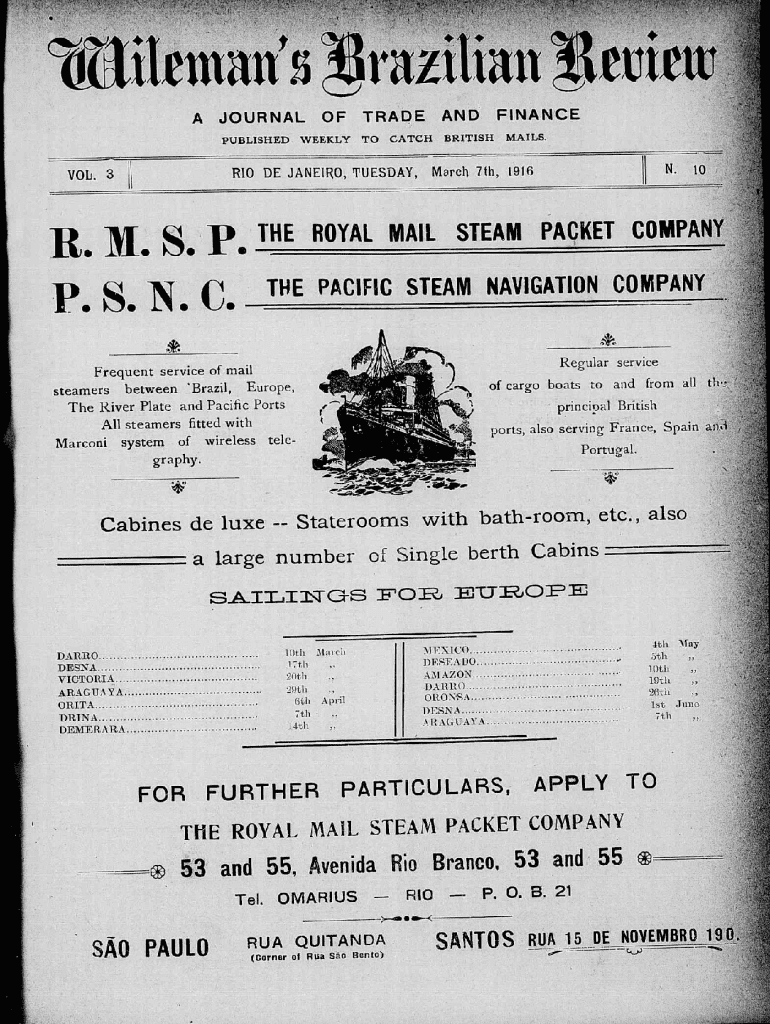 Wileman's Brazilian Review
A JOURNAL OF TRADE AND FINANCE
PUBLISHED WEEKLY TO CATCH BRITISH MAILS.
VOL. 3
RIO DE JANEIRO, TUESDAY, March 7th, 1916
N. 10
R. M. S. P. THE ROYAL MAIL STEAM PACKET COMPANY
P. S. N. C. THE PACIFIC STEAM NAVIGATION COMPANY
Frequent service of mail
steamers between Brazil, Europe,
The River Plate and Pacific Ports
All steamers fitted with
Marconi system of wireless tele-
graphy.
Regular service
of cargo boats to and from all the
principal British
ports, also serving France, Spain and
Portugal.
Cabines de luxe -- Staterooms with bath-room, etc., also
a large number of Single berth Cabins
SAILINGS FOR EUROPE
DARRO 10th March
DESNA 17th ,,
VICTORIA 20th ,,
ARAGUAYA 29th ,,
ORITA 6th April
DRINA 7th ,,
DEMERARA ,,
MEXICO 4th May
DESEADO 5th ,,
AMAZON 10th ,,
DARRO 19th ,,
ORONSA 26th ,,
DESNA 1st June
ARAGUAYA 7th ,,
FOR FURTHER PARTICULARS, APPLY TO
THE ROYAL MAIL STEAM PACKET COMPANY
53 and 55, Avenida Rio Branco, 53 and 55
Tel. OMARIUS — RIO — P. O. B. 21
SÃO PAULO
RUA QUITANDA
(Corner of Rua São Bento)
SANTOS RUA 15 DE NOVEMBRO 190.